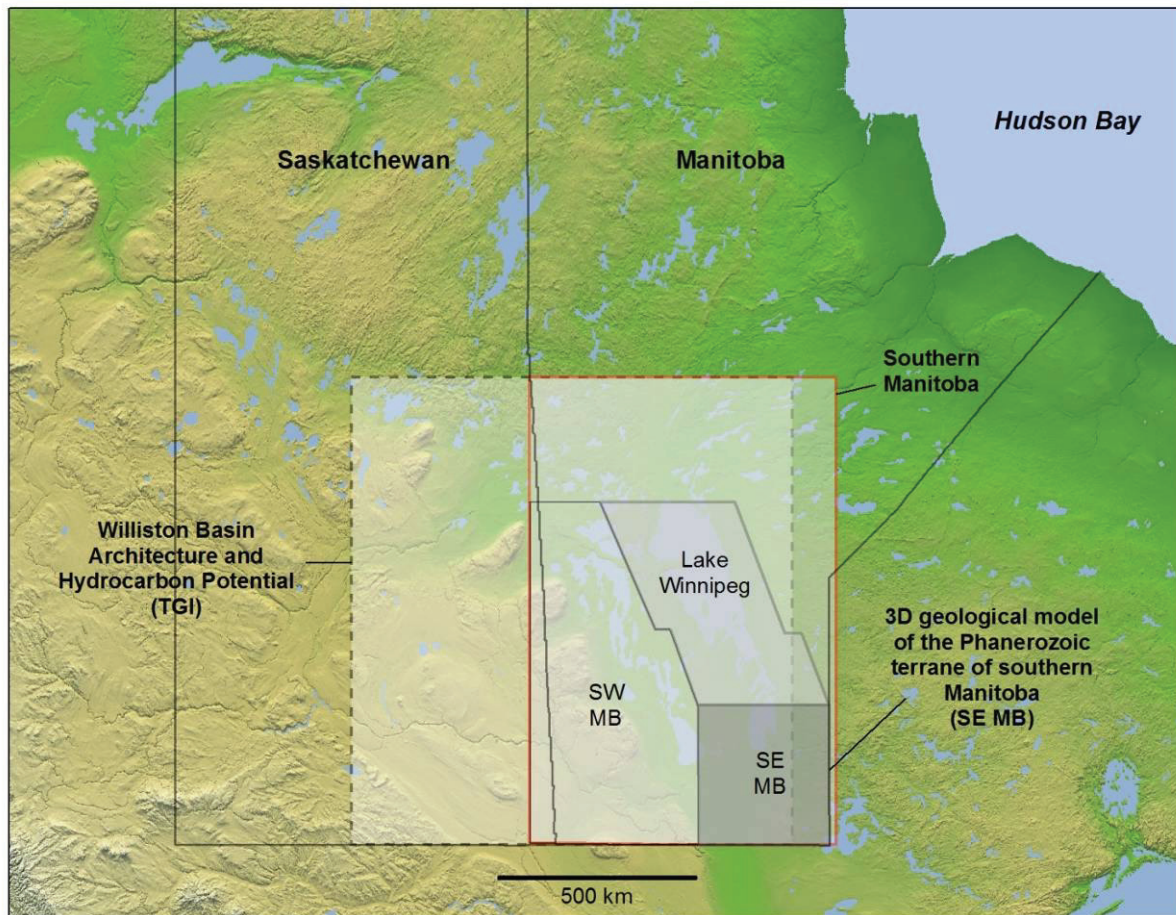 Hudson Bay
Saskatchewan
Manitoba
Southern
Manitoba
Williston Basin
Architecture and
Hydrocarbon Potential
(TGI)
Lake
Winnipeg
3D geological model
of the Phanerozoic
terrane of southern
Manitoba
(SE MB)
SW
MB
SE
MB
500 km